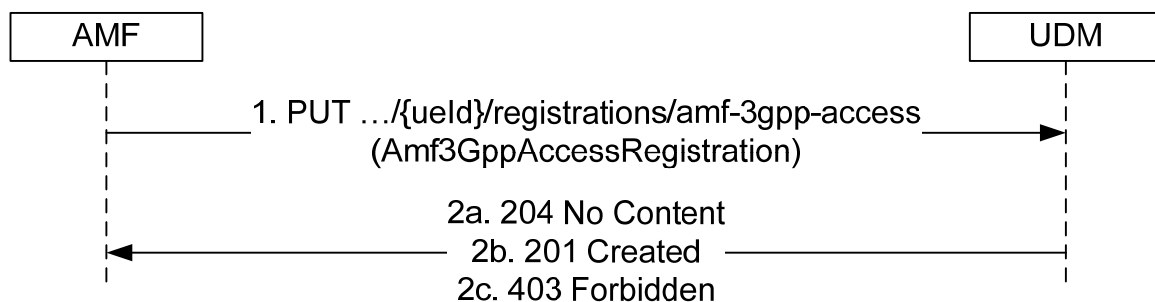 AMF
UDM
1. PUT …/{ueId}/registrations/amf-3gpp-access
(Amf3GppAccessRegistration)
2a. 204 No Content
2b. 201 Created
2c. 403 Forbidden